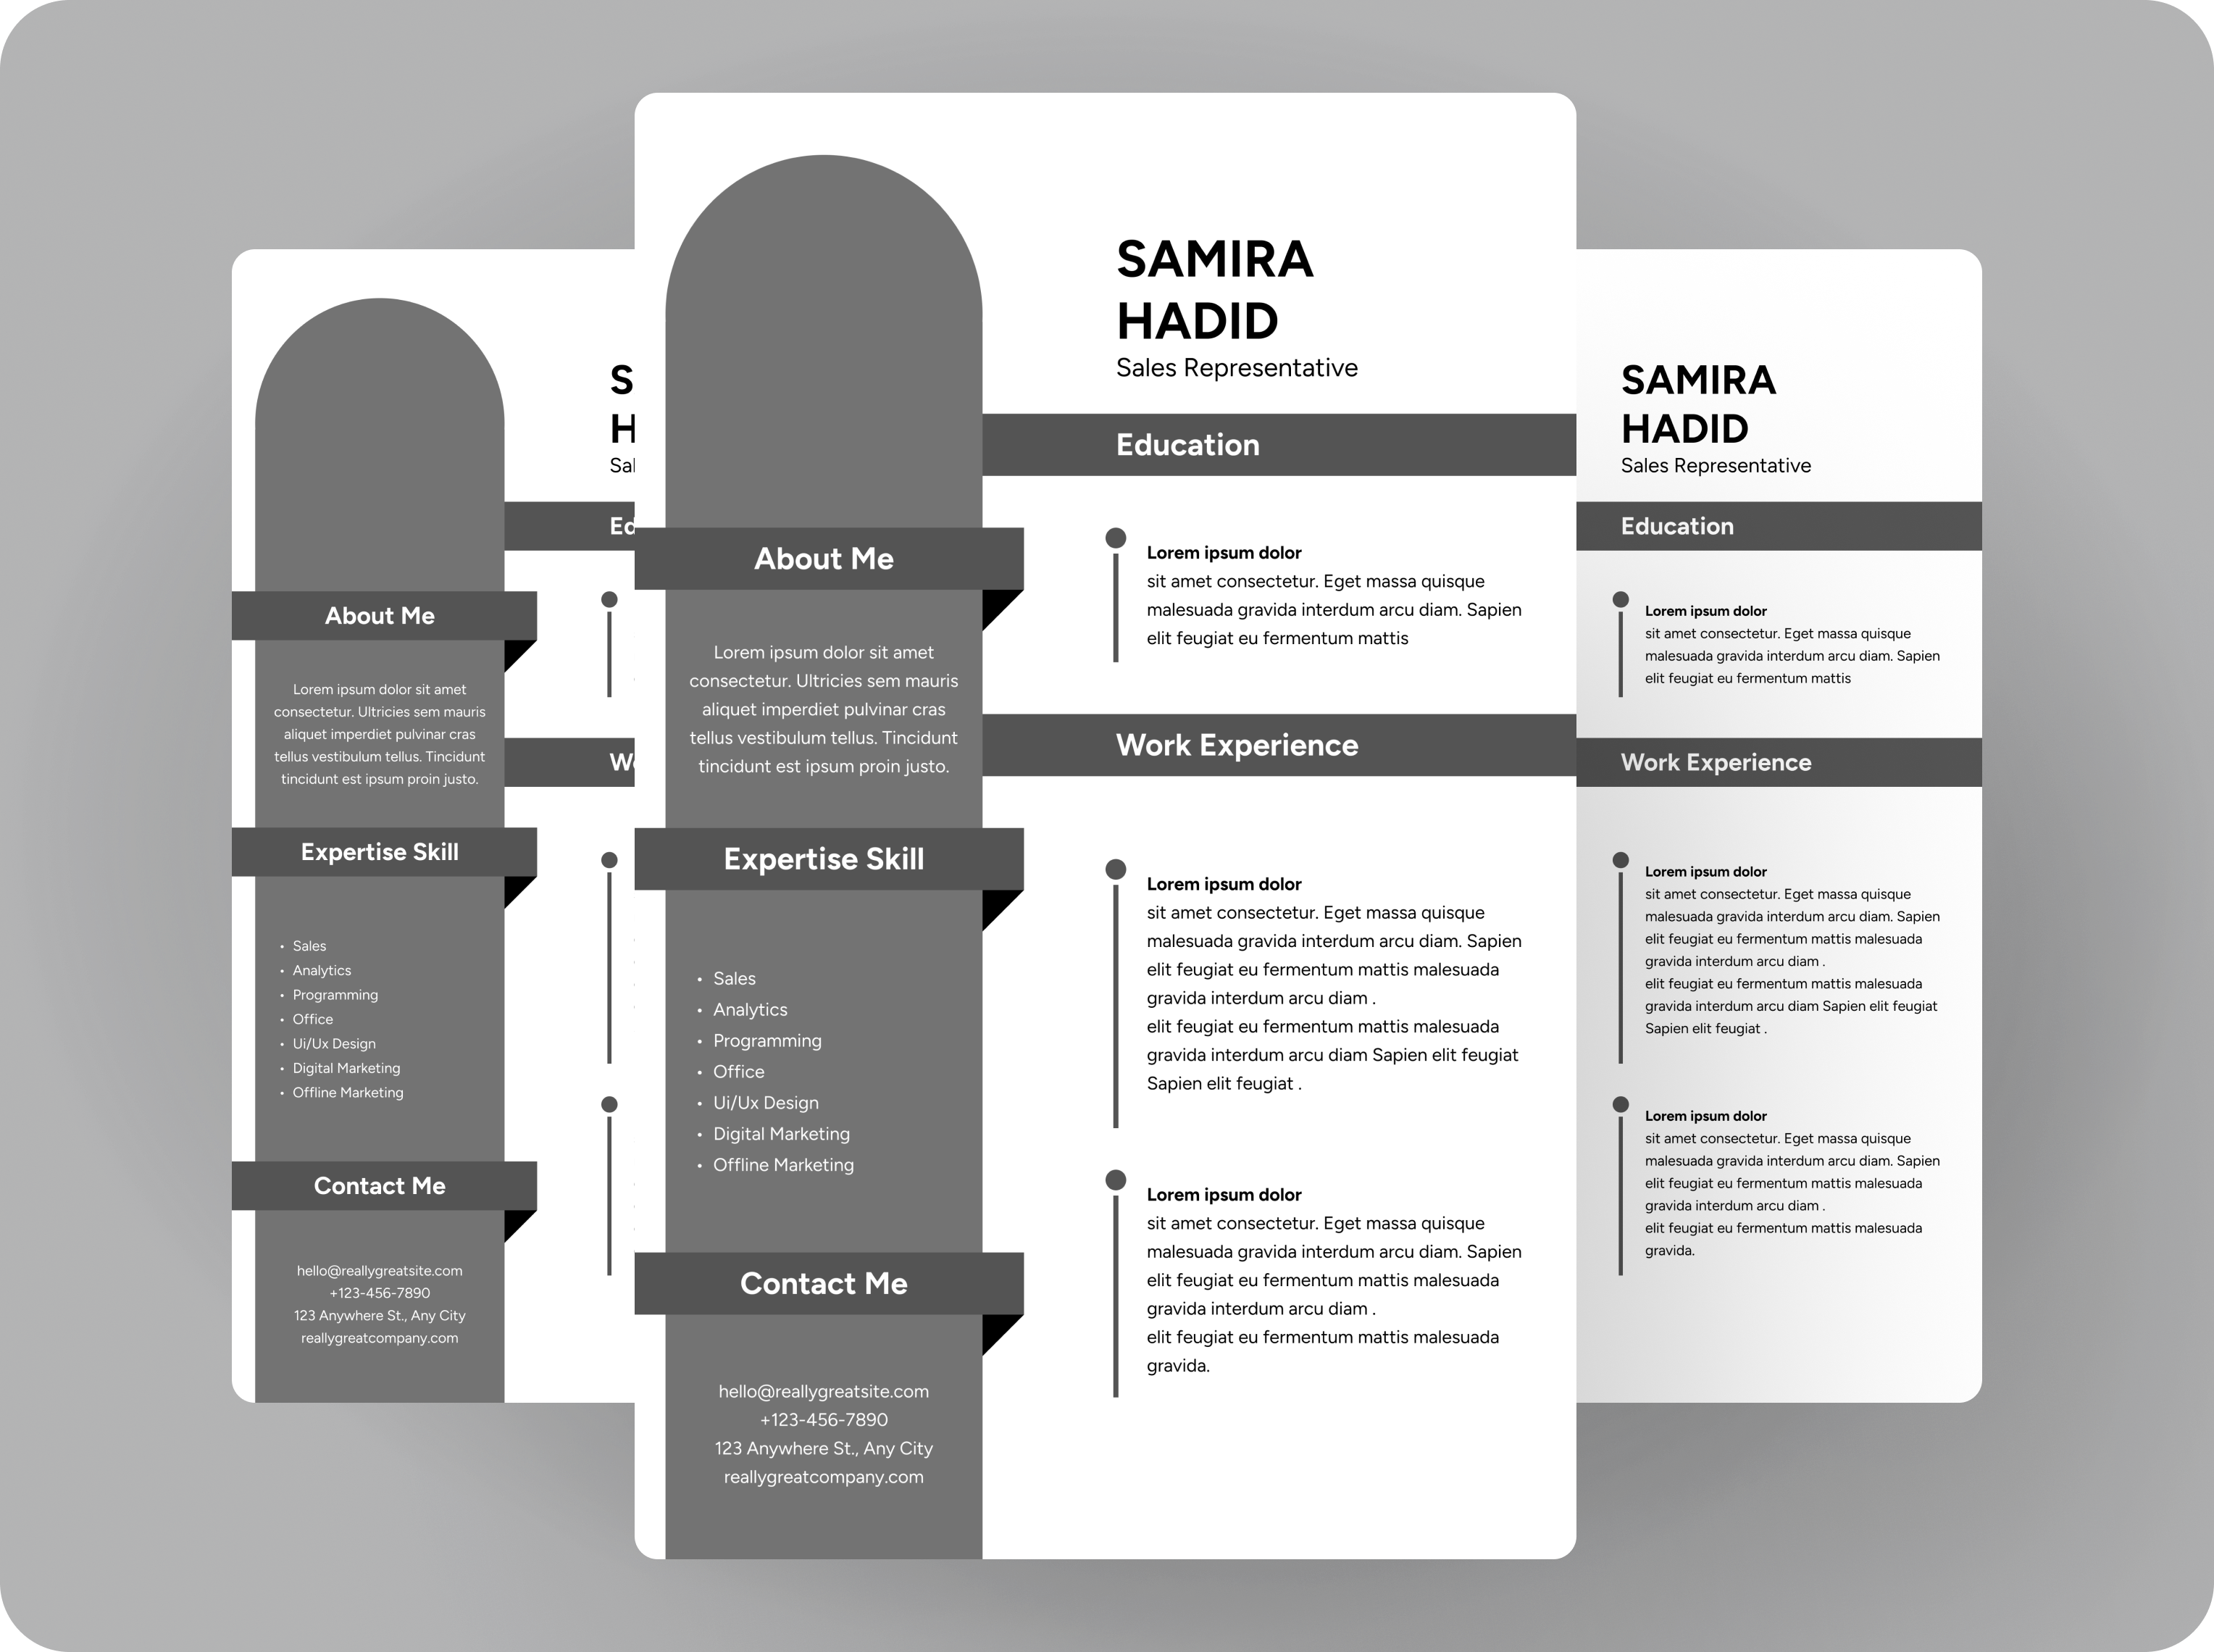 S
H
Sal
Ed
About Me
Lorem ipsum dolor sit amet
consectetur. Ultricies sem mauris
aliquet imperdiet pulvinar cras
tellus vestibulum tellus. Tincidunt
tincidunt est ipsum proin justo.
Expertise Skill
• Sales
• Analytics
• Programming
• Office
• Ui/Ux Design
• Digital Marketing
• Offline Marketing
Contact Me
hello@reallygreatsite.com
+123-456-7890
123 Anywhere St., Any City
reallygreatcompany.com
SAMIRA
HADID
Sales Representative
About Me
Lorem ipsum dolor sit amet
consectetur. Ultricies sem mauris
aliquet imperdiet pulvinar cras
tellus vestibulum tellus. Tincidunt
tincidunt est ipsum proin justo.
Expertise Skill
• Sales
• Analytics
• Programming
• Office
• Ui/Ux Design
• Digital Marketing
• Offline Marketing
Contact Me
hello@reallygreatsite.com
+123-456-7890
123 Anywhere St., Any City
reallygreatcompany.com
Education
Lorem ipsum dolor
sit amet consectetur. Eget massa quisque
malesuada gravida interdum arcu diam. Sapien
elit feugiat eu fermentum mattis
Work Experience
Lorem ipsum dolor
sit amet consectetur. Eget massa quisque
malesuada gravida interdum arcu diam. Sapien
elit feugiat eu fermentum mattis malesuada
gravida interdum arcu diam .
elit feugiat eu fermentum mattis malesuada
gravida interdum arcu diam Sapien elit feugiat
Sapien elit feugiat .
Lorem ipsum dolor
sit amet consectetur. Eget massa quisque
malesuada gravida interdum arcu diam. Sapien
elit feugiat eu fermentum mattis malesuada
gravida interdum arcu diam .
elit feugiat eu fermentum mattis malesuada
gravida.
SAMIRA
HADID
Sales Representative
Education
Lorem ipsum dolor
sit amet consectetur. Eget massa quisque
malesuada gravida interdum arcu diam. Sapien
elit feugiat eu fermentum mattis
Work Experience
Lorem ipsum dolor
sit amet consectetur. Eget massa quisque
malesuada gravida interdum arcu diam. Sapien
elit feugiat eu fermentum mattis malesuada
gravida interdum arcu diam .
elit feugiat eu fermentum mattis malesuada
gravida interdum arcu diam Sapien elit feugiat
Sapien elit feugiat .
Lorem ipsum dolor
sit amet consectetur. Eget massa quisque
malesuada gravida interdum arcu diam. Sapien
elit feugiat eu fermentum mattis malesuada
gravida interdum arcu diam .
elit feugiat eu fermentum mattis malesuada
gravida.